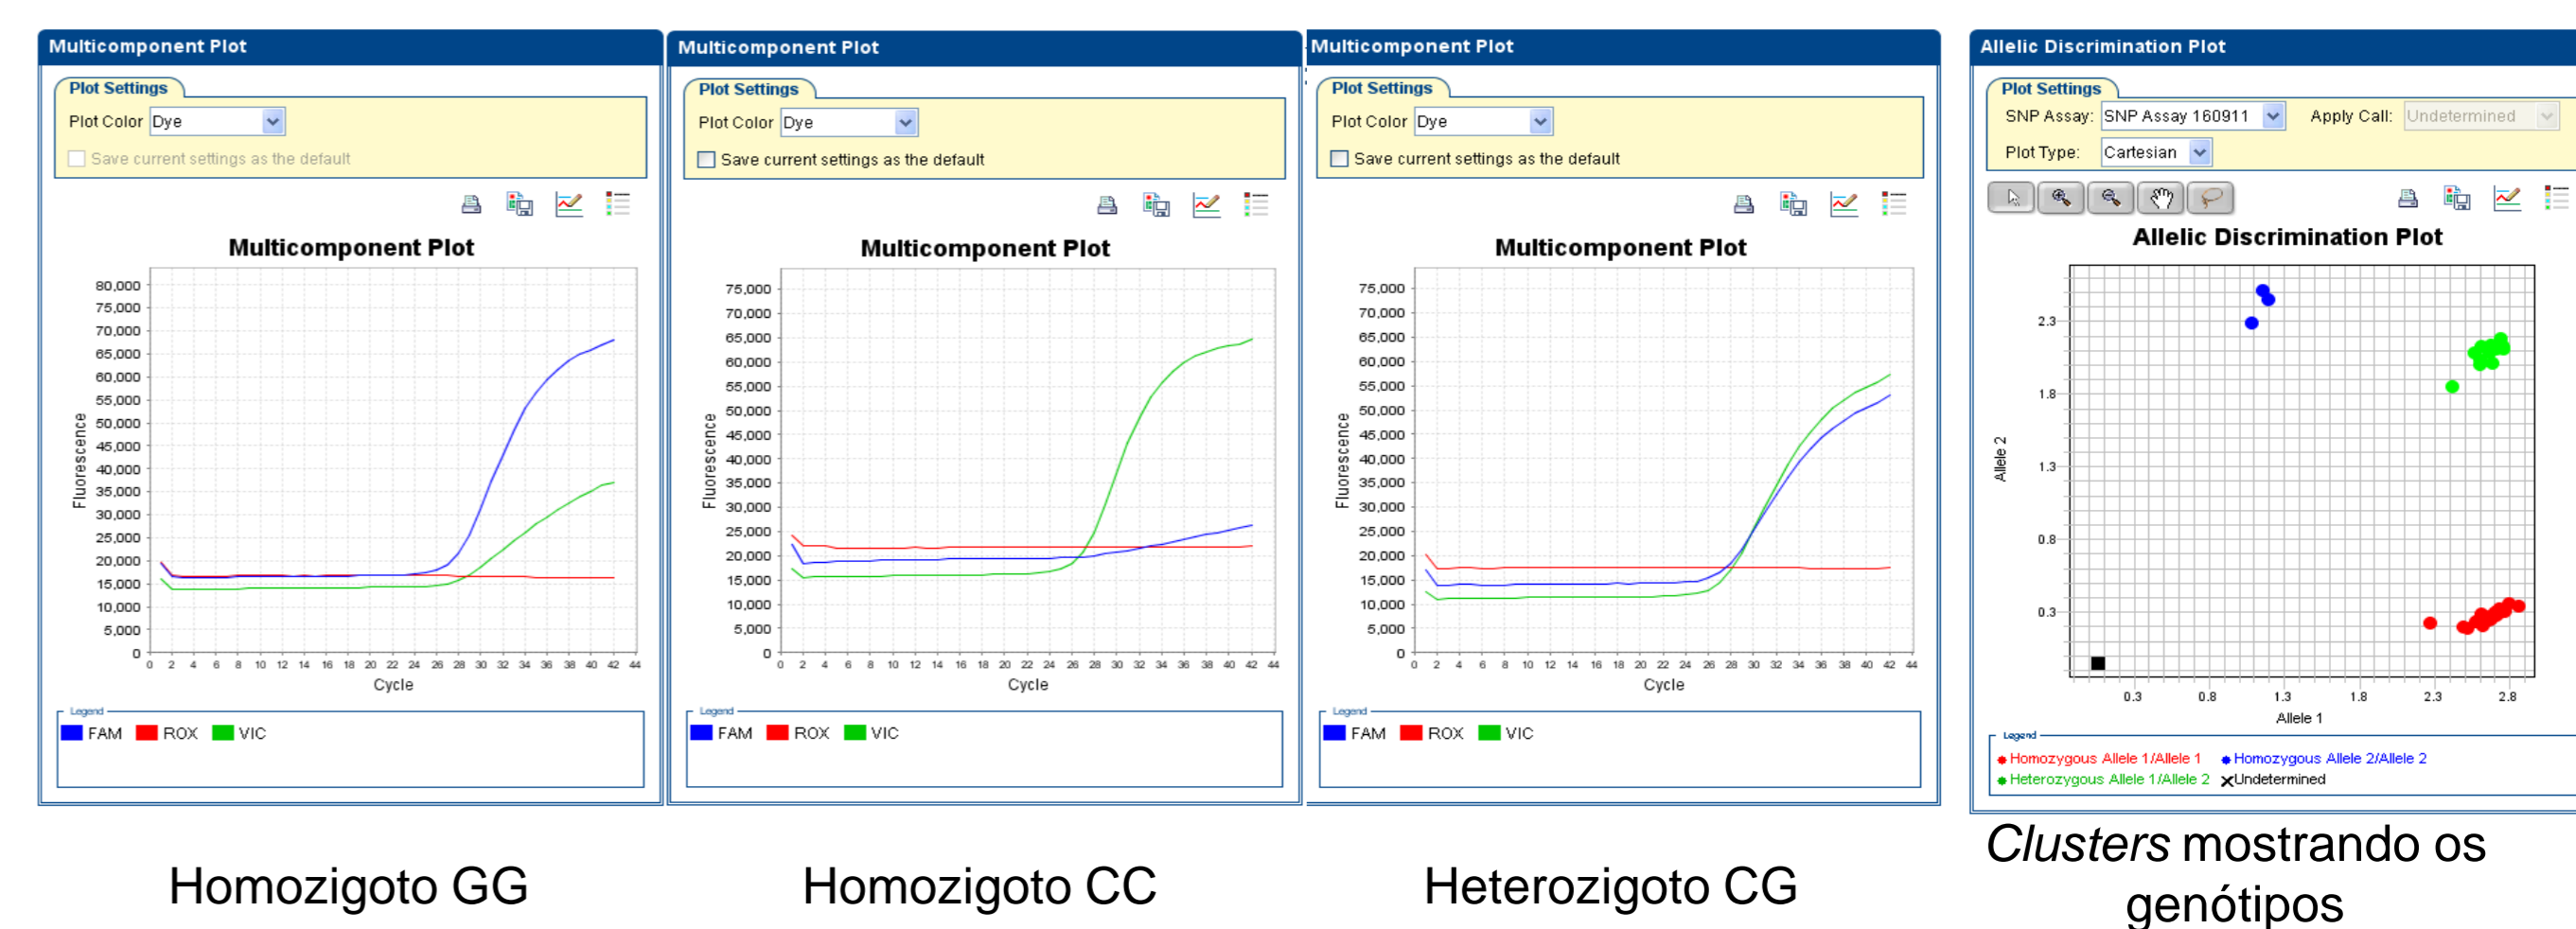 Multicomponent Plot
Plot Settings
Plot Color Dye
Save current settings as the default
Multicomponent Plot
80,000
75,000
70,000
65,000
60,000
55,000
50,000
45,000
40,000
35,000
30,000
25,000
20,000
15,000
10,000
5,000
0
Fluorescence
0 2 4 6 8 10 12 14 16 18 20 22 24 26 28 30 32 34 36 38 40 42 44
Cycle
Legend
FAM ROX VIC
Homozigoto GG
Multicomponent Plot
Plot Settings
Plot Color Dye
Save current settings as the default
Multicomponent Plot
75,000
70,000
65,000
60,000
55,000
50,000
45,000
40,000
35,000
30,000
25,000
20,000
15,000
10,000
5,000
0
Fluorescence
0 2 4 6 8 10 12 14 16 18 20 22 24 26 28 30 32 34 36 38 40 42 44
Cycle
Legend
FAM ROX VIC
Homozigoto CC
Multicomponent Plot
Plot Settings
Plot Color Dye
Save current settings as the default
Multicomponent Plot
75,000
70,000
65,000
60,000
55,000
50,000
45,000
40,000
35,000
30,000
25,000
20,000
15,000
10,000
5,000
0
Fluorescence
0 2 4 6 8 10 12 14 16 18 20 22 24 26 28 30 32 34 36 38 40 42 44
Cycle
Legend
FAM ROX VIC
Heterozigoto CG
Allelic Discrimination Plot
Plot Settings
SNP Assay: SNP Assay 160911 Apply Call: Undetermined
Plot Type: Cartesian
Allelic Discrimination Plot
2.3
1.8
1.3
0.8
0.3
Allele 2
0.3 0.8 1.3 1.8 2.3 2.8
Allele 1
Legend
Homozygous Allele 1/Allele 1 Homozygous Allele 2/Allele 2
Heterozygous Allele 1/Allele 2 Undetermined
Clusters mostrando os
genótipos